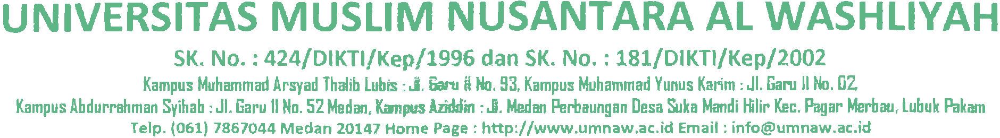 UNIVERSITAS MUSLIM NUSANTARA AL WASHLIYAH
SK. No. : 424/DIKTI/Kep/1996 dan SK. No. : 181/DIKTI/Kep/2002
Kampus Muhammad Arsyad Thalib Lubis : Jl. Garu II No. 93, Kampus Muhammad Yunus Karim : Jl. Garu II No. 02,
Kampus Abdurrahman Syihab : Jl. Garu II No. 52 Medan, Kampus Aziddin : Jl. Medan Perbaungan Desa Suka Mandi Hilir Kec. Pagar Merbau, Lubuk Pakam
Telp. (061) 7867044 Medan 20147 Home Page : http://www.umnaw.ac.id Email : info@umnaw.ac.id